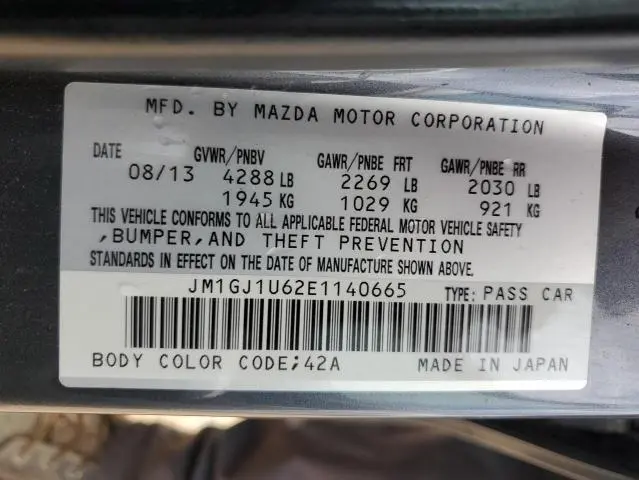 MFD. BY MAZDA MOTOR CORPORATION
DATE GVWR/PNBV GAWR/PNBE FRT GAWR/PNBE RR
08/13 4288 LB 2269 LB 2030 LB
1945 KG 1029 KG 921 KG
THIS VEHICLE CONFORMS TO ALL APPLICABLE FEDERAL MOTOR VEHICLE SAFETY
,BUMPER,AND THEFT PREVENTION
STANDARDS IN EFFECT ON THE DATE OF MANUFACTURE SHOWN ABOVE.
JM1GJ1U62E1140665 TYPE: PASS CAR
BODY COLOR CODE;42A MADE IN JAPAN